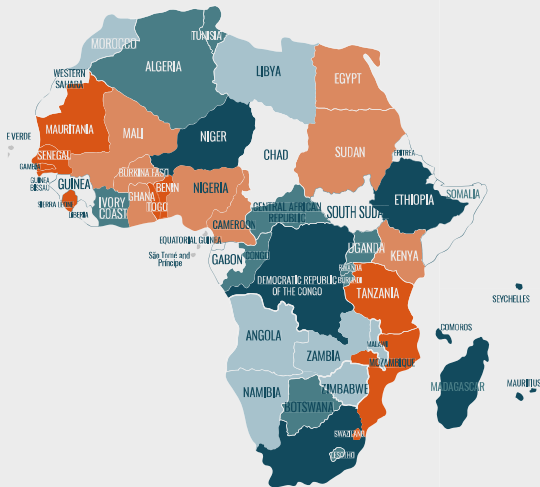 MOROCCO
TUNISIA
ALGERIA
LIBYA
EGYPT
WESTERN
SAHARA
MAURITANIA
MALI
NIGER
CHAD
SUDAN
ERITREA
E VERDE
SENEGAL
GAMBIA
GUINEA
BISSAU
GUINEA
SIERRA LEONE
LIBERIA
IVORY
COAST
BURKINA FASO
GHANA
TOGO
BENIN
NIGERIA
CAMEROON
CENTRAL AFRICAN
REPUBLIC
SOUTH SUDA
ETHIOPIA
SOMALIA
EQUATORIAL GUINEA
São Tomé and
Príncipe
GABON
CONGO
DEMOCRATIC REPUBLIC
OF THE CONGO
UGANDA
KENYA
RWANDA
BURUNDI
TANZANIA
SEYCHELLES
COMOROS
ANGOLA
ZAMBIA
MALAWI
MOZAMBIQUE
ZIMBABWE
NAMIBIA
BOTSWANA
MADAGASCAR
MAURITIUS
SWAZILAND
LESOTHO